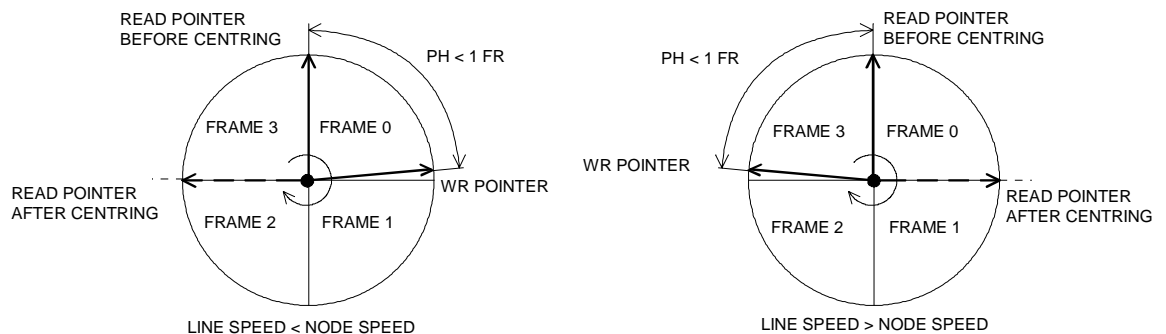 READ POINTER
BEFORE CENTRING
PH < 1 FR
FRAME 3
FRAME 0
WR POINTER
READ POINTER
AFTER CENTRING
FRAME 2
FRAME 1
LINE SPEED < NODE SPEED
READ POINTER
BEFORE CENTRING
PH < 1 FR
FRAME 3
FRAME 0
WR POINTER
READ POINTER
AFTER CENTRING
FRAME 2
FRAME 1
LINE SPEED > NODE SPEED